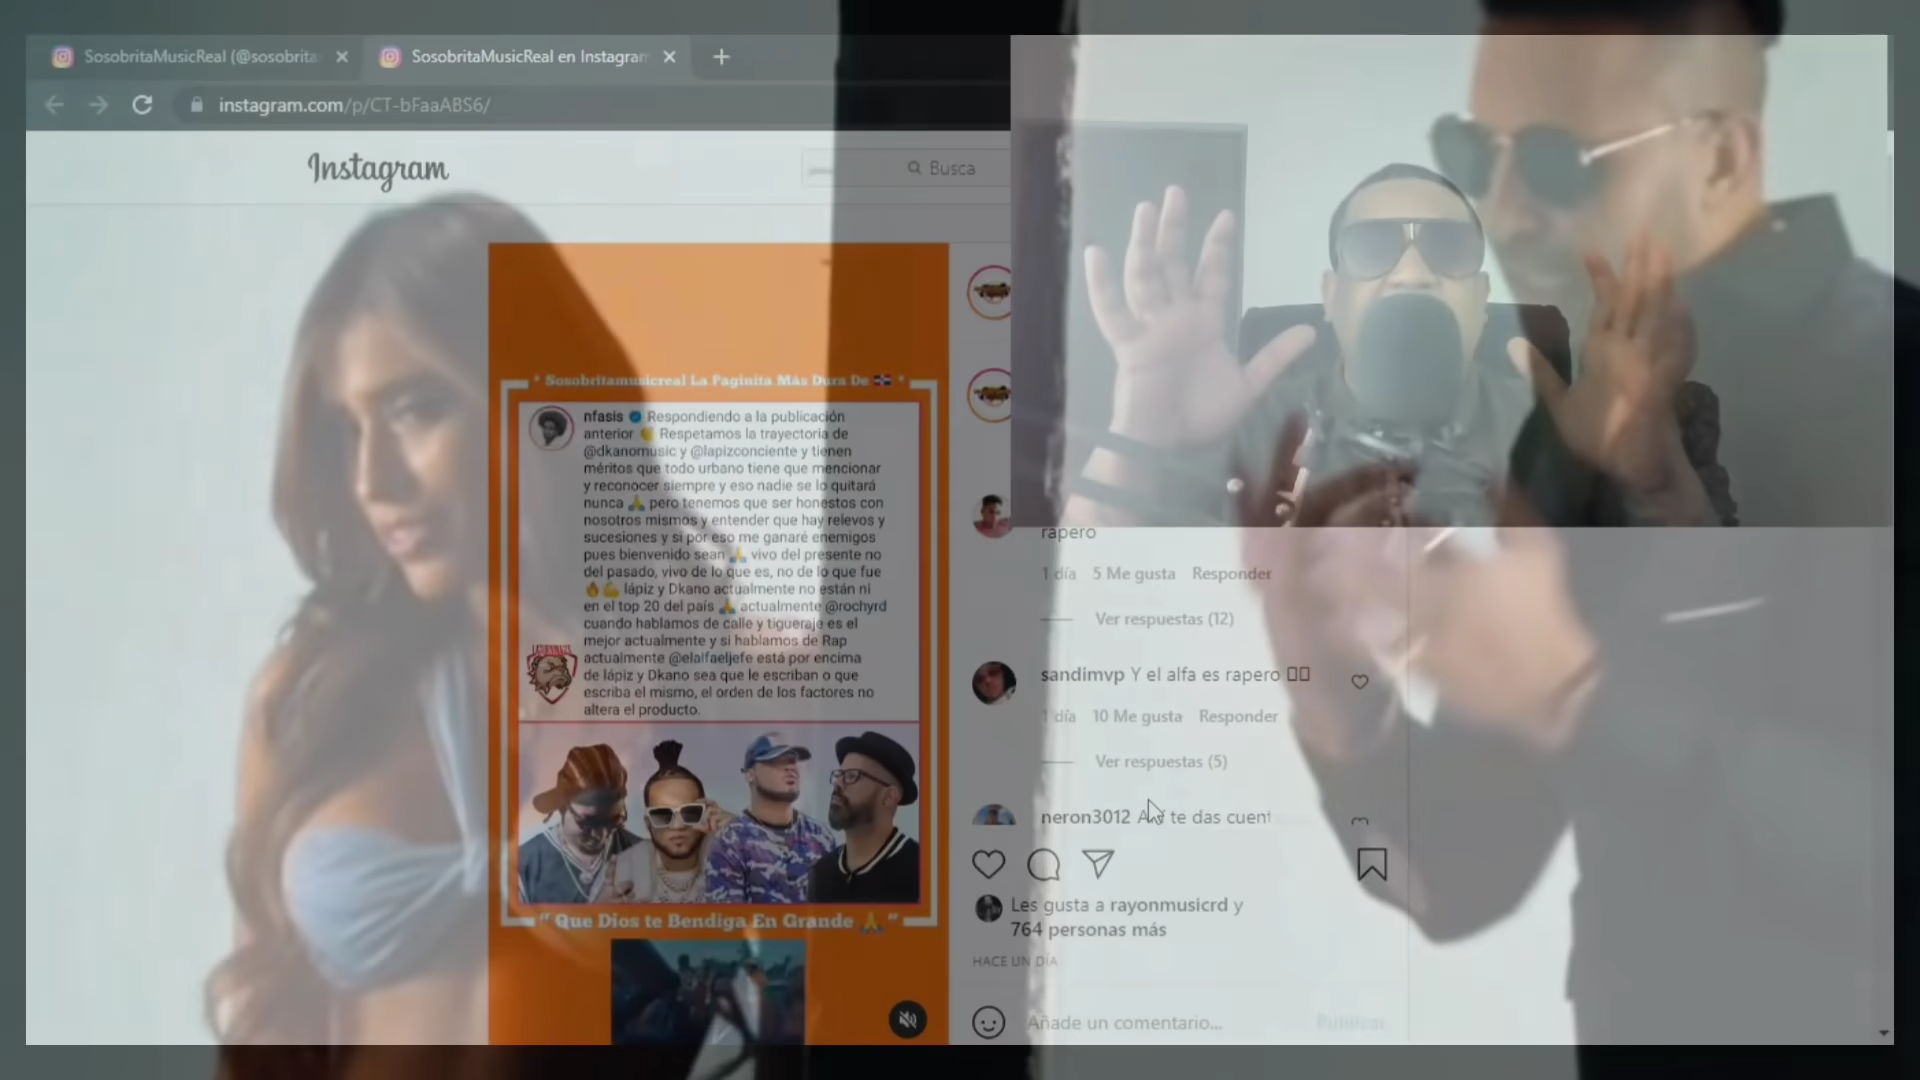 SosobritaMusicReal (@sosobrita
SosobritaMusicReal en Instagram
instagram.com/p/CT-bFaaABS6/
Instagram
Busca
" Sosobritamusicreal La Paginita Más Dura De 🇩🇴 "
nfasis Respondiendo a la publicación
anterior 👏 Respetamos la trayectoria de
@dkanomusic y @lapizconciente y tienen
méritos que todo urbano tiene que mencionar
y reconocer siempre y eso nadie se lo quitará
nunca 🙏 pero tenemos que ser honestos con
nosotros mismos y entender que hay relevos y
sucesiones y si por eso me ganaré enemigos
pues bienvenido sean 🙏 vivo del presente no
del pasado, vivo de lo que es, no de lo que fue
🔥💪 lápiz y Dkano actualmente no están ni
en el top 20 del país 🙏 actualmente @rochyrd
cuando hablamos de calle y tigueraje es el
mejor actualmente y si hablamos de Rap
actualmente @elalfaeljefe está por encima
de lápiz y Dkano sea que le escriban o que
escriba el mismo, el orden de los factores no
altera el producto.
" Que Dios te Bendiga En Grande 🙏 "
rapero
1 día 5 Me gusta Responder
Ver respuestas (12)
sandimvp Y el alfa es rapero
1 día 10 Me gusta Responder
Ver respuestas (5)
neron3012 te das cuent
Les gusta a rayonmusicrd y
764 personas más
HACE UN DÍA
Añade un comentario...
Publicar